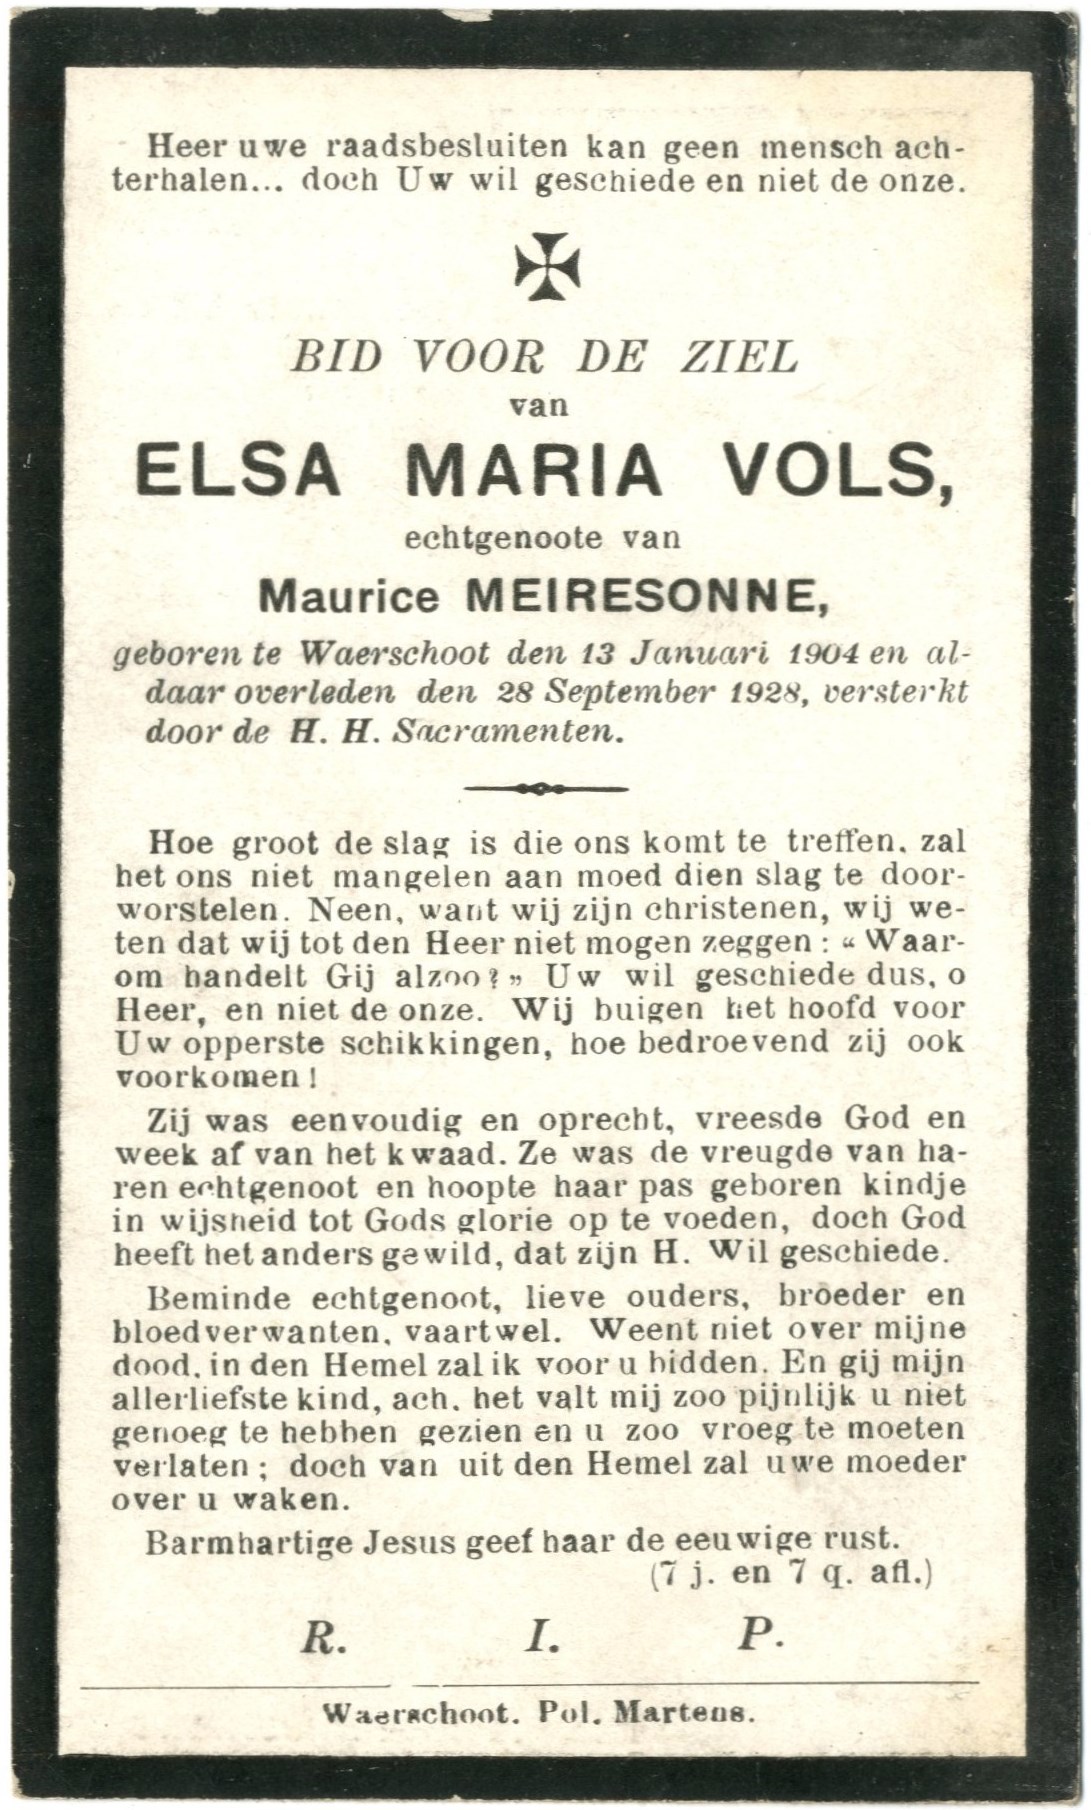 Heer uwe raadsbesluiten kan geen mensch ach-
terhalen... doch Uw wil geschiede en niet de onze.
BID VOOR DE ZIEL
van
ELSA MARIA VOLS,
echtgenoote van
Maurice MEIRESONNE,
geboren te Waerschoot den 13 Januari 1904 en al-
daar overleden den 28 September 1928, versterkt
door de H. H. Sacramenten.
Hoe groot de slag is die ons komt te treffen, zal
het ons niet mangelen aan moed dien slag te door-
worstelen. Neen, want wij zijn christenen, wij we-
ten dat wij tot den Heer niet mogen zeggen : “ Waar-
om handelt Gij alzoo? ” Uw wil geschiede dus, o
Heer, en niet de onze. Wij buigen het hoofd voor
Uw opperste schikkingen, hoe bedroevend zij ook
voorkomen !
Zij was eenvoudig en oprecht, vreesde God en
week af van het kwaad. Ze was de vreugde van ha-
ren echtgenoot en hoopte haar pas geboren kindje
in wijsheid tot Gods glorie op te voeden, doch God
heeft het anders gewild, dat zijn H. Wil geschiede.
Beminde echtgenoot, lieve ouders, broeder en
bloedverwanten, vaartwel. Weent niet over mijne
dood, in den Hemel zal ik voor u bidden. En gij mijn
allerliefste kind, ach, het valt mij zoo pijnlijk u niet
genoeg te hebben gezien en u zoo vroeg te moeten
verlaten ; doch van uit den Hemel zal uwe moeder
over u waken.
Barmhartige Jesus geef haar de eeuwige rust.
(7 j. en 7 q. afl.)
R. I. P.
Waerschoot. Pol. Martens.